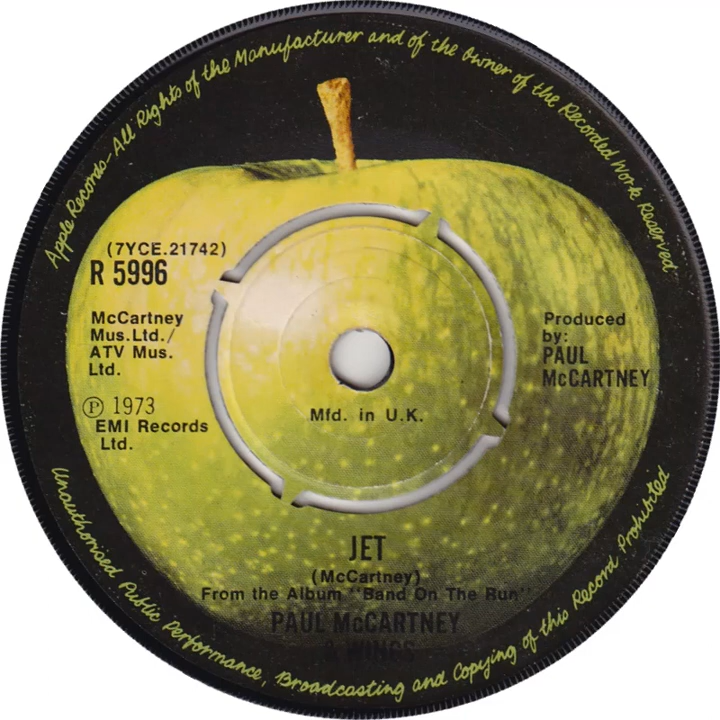 Apple Records-All Rights of the Manufacturer and of the Owner of the Recorded Work Reserved
(7YCE.21742)
R 5996
McCartney
Mus.Ltd./
ATV Mus.
Ltd.
Ⓟ 1973
EMI Records
Ltd.
Produced
by:
PAUL
McCARTNEY
Mfd. in U.K.
JET
(McCartney)
From the Album "Band On The Run"
PAUL McCARTNEY
& WINGS
Unauthorised Public Performance, Broadcasting and Copying of this Record Prohibited